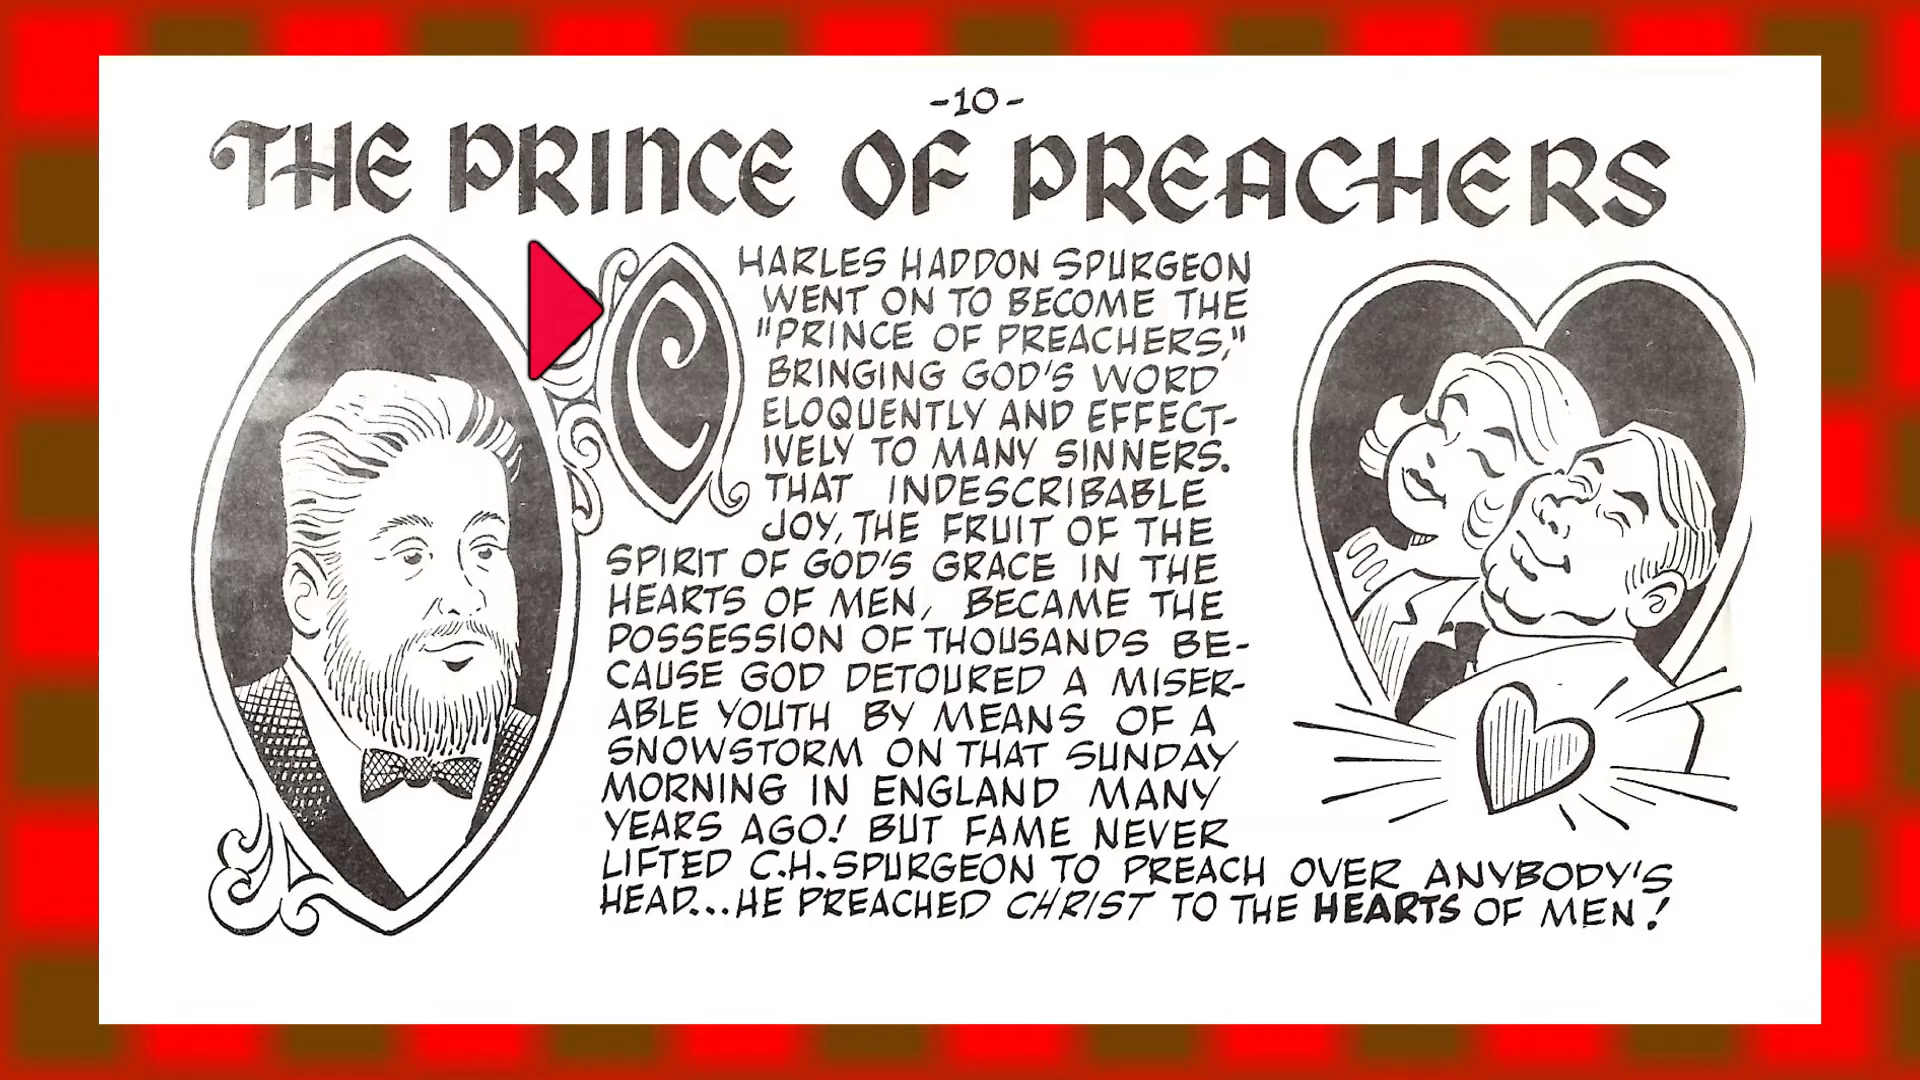 -10-
THE PRINCE OF PREACHERS
CHARLES HADDON SPURGEON
WENT ON TO BECOME THE
"PRINCE OF PREACHERS,"
BRINGING GOD'S WORD
ELOQUENTLY AND EFFECT-
IVELY TO MANY SINNERS.
THAT INDESCRIBABLE
JOY, THE FRUIT OF THE
SPIRIT OF GOD'S GRACE IN THE
HEARTS OF MEN, BECAME THE
POSSESSION OF THOUSANDS BE-
CAUSE GOD DETOURED A MISER-
ABLE YOUTH BY MEANS OF A
SNOWSTORM ON THAT SUNDAY
MORNING IN ENGLAND MANY
YEARS AGO! BUT FAME NEVER
LIFTED C.H.SPURGEON TO PREACH OVER ANYBODY'S
HEAD...HE PREACHED CHRIST TO THE HEARTS OF MEN!